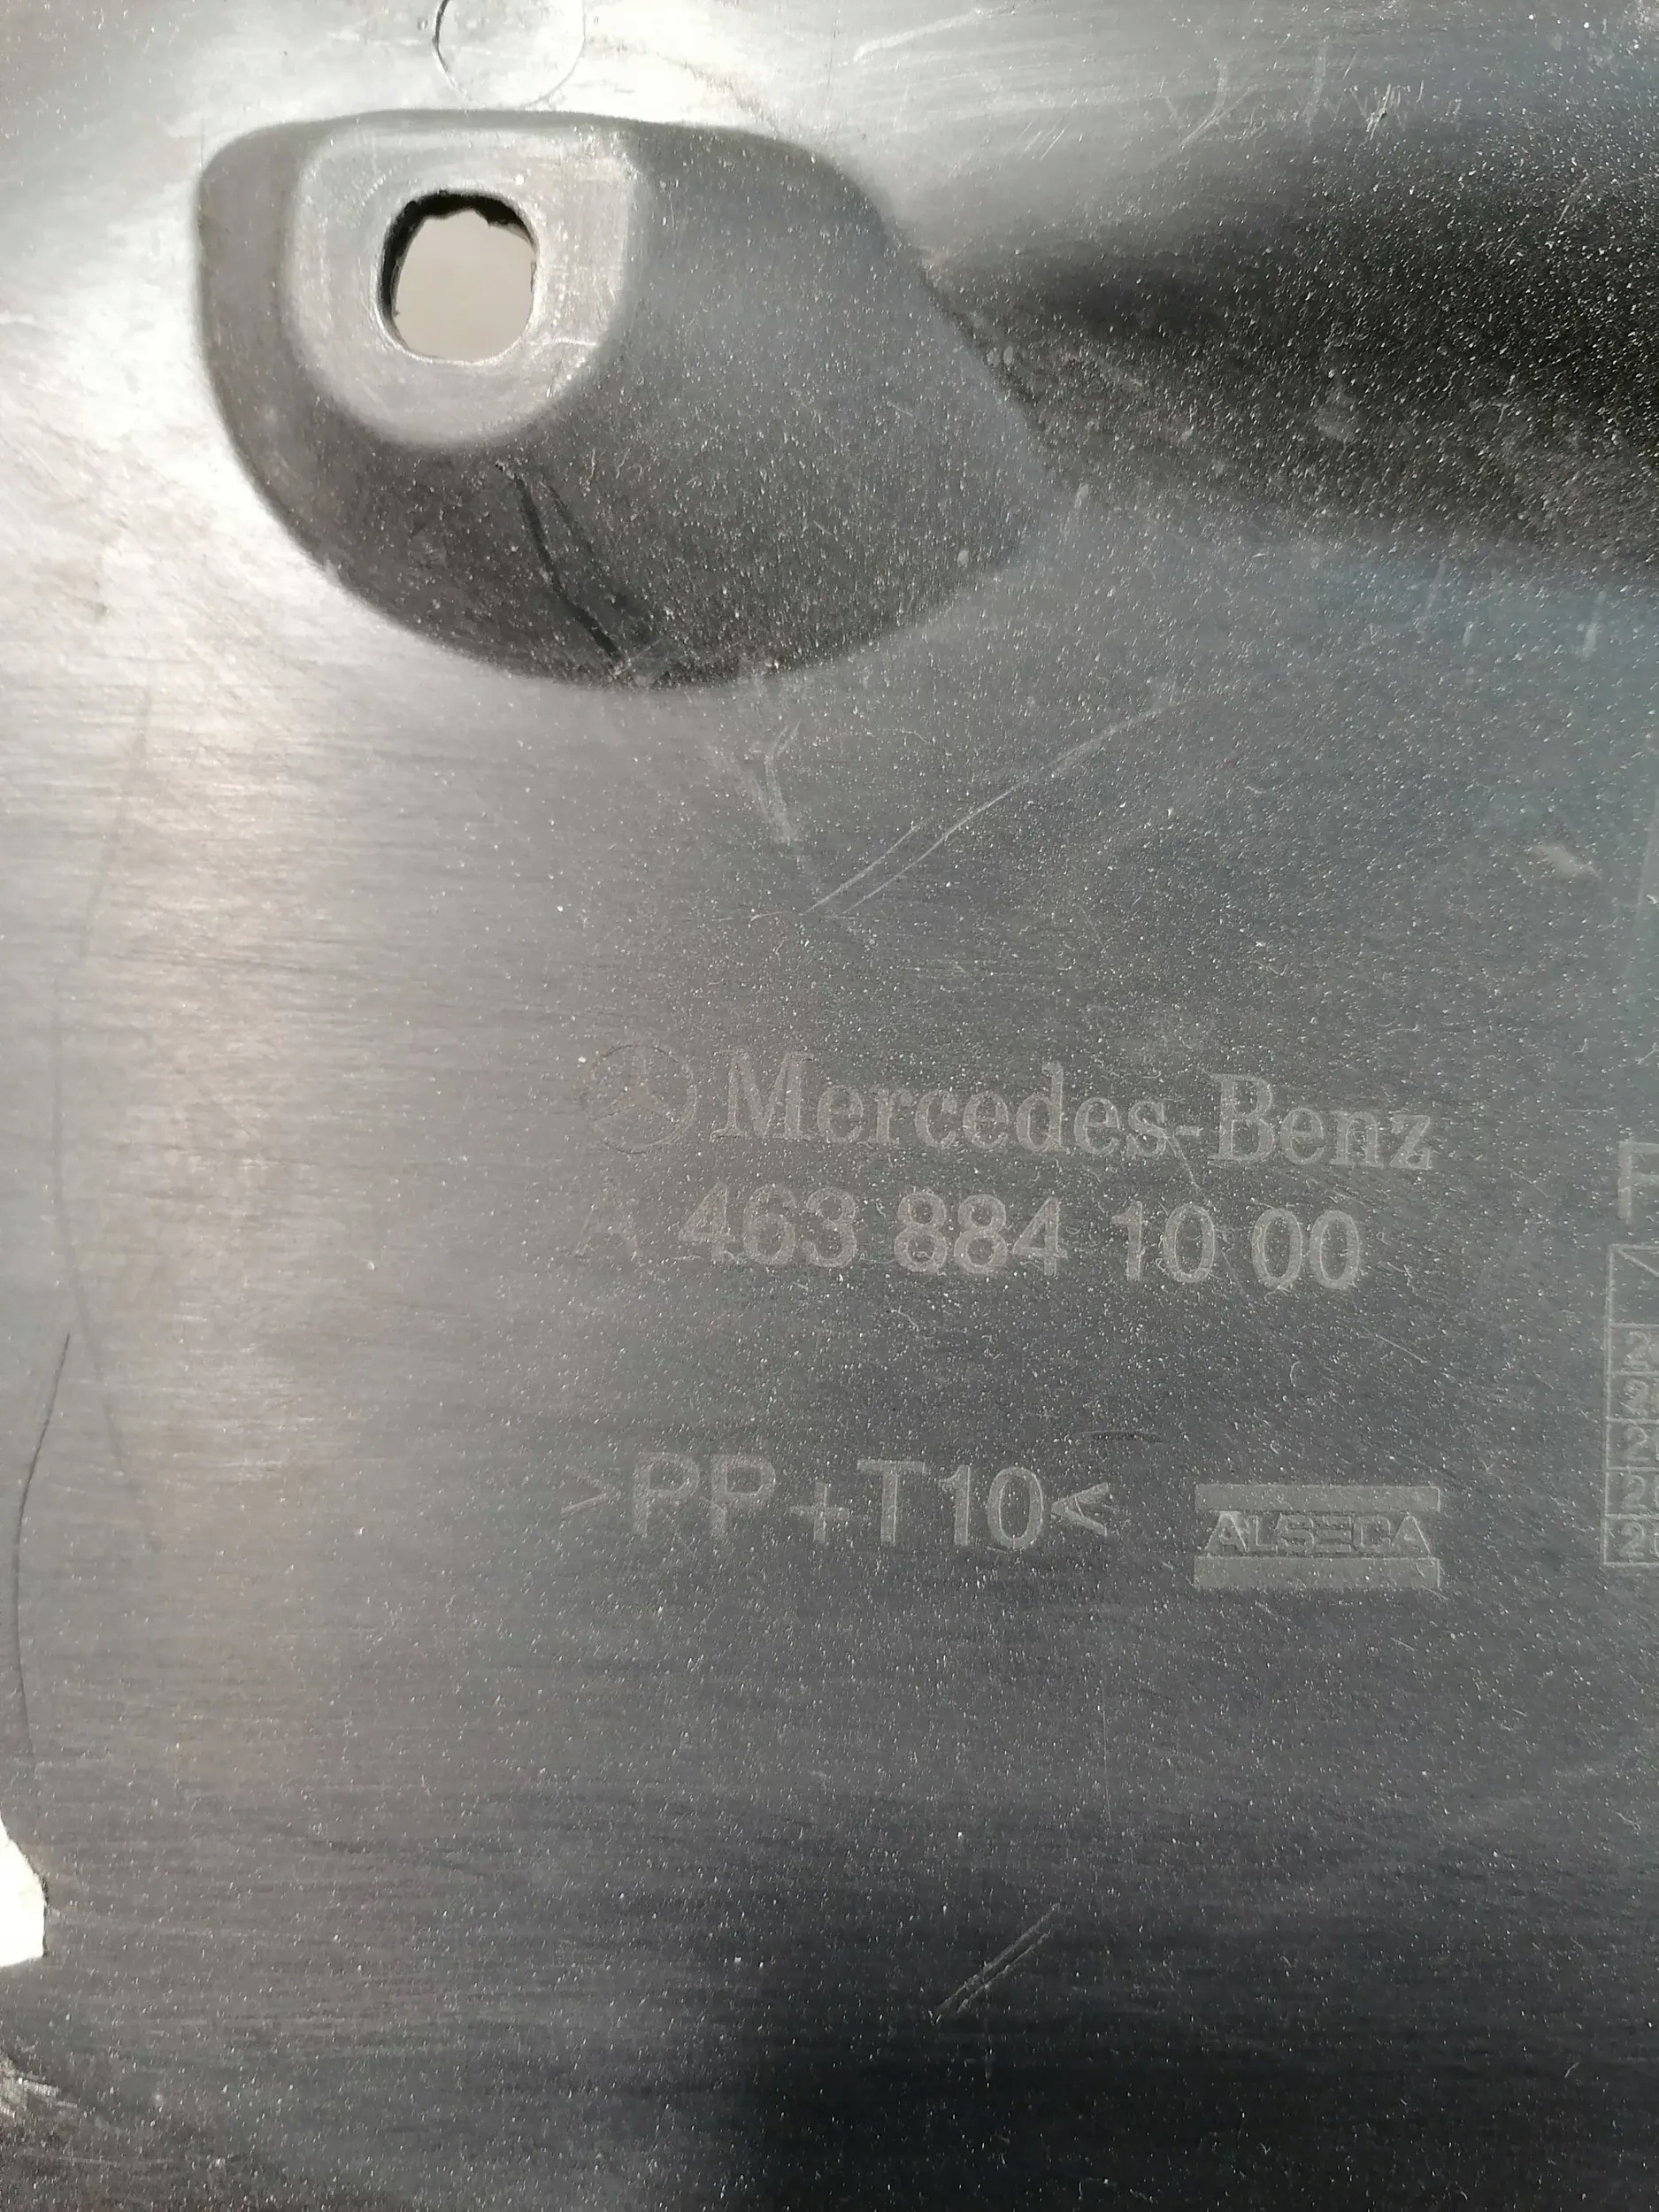 Mercedes-Benz
A 463 884 10 00
>PP+T10<
ALSECA